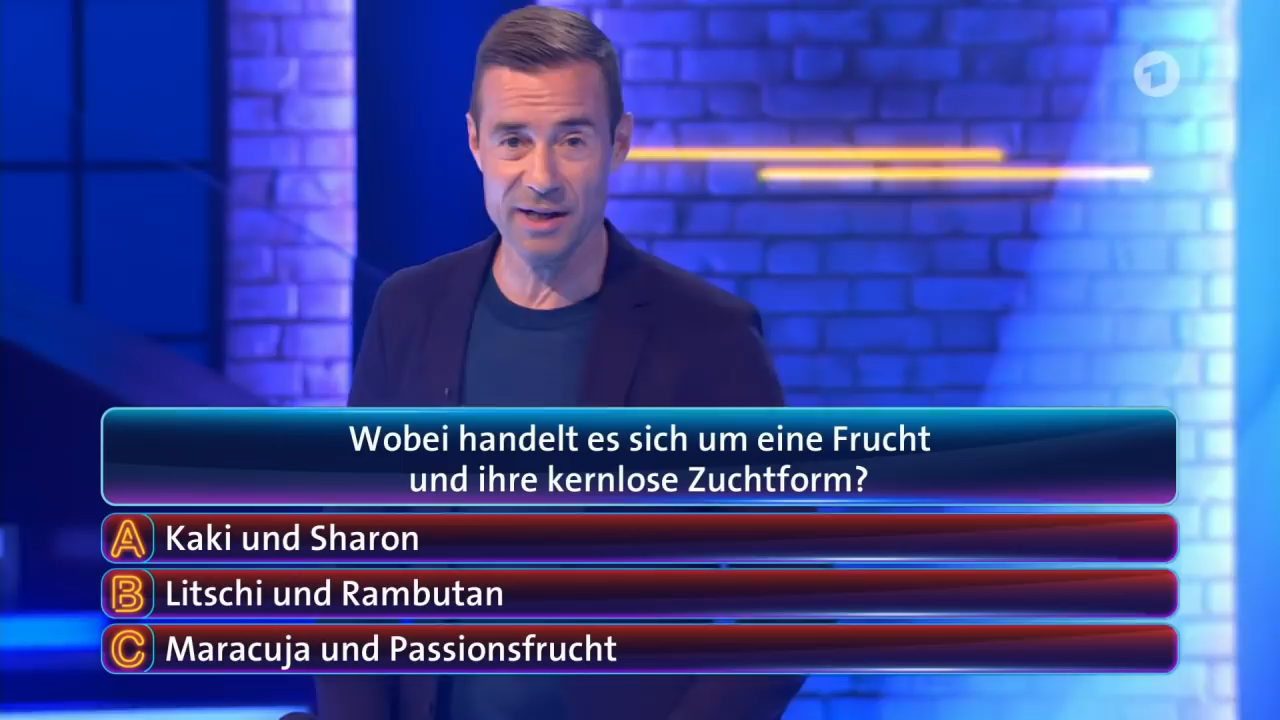 1
Wobei handelt es sich um eine Frucht
und ihre kernlose Zuchtform?
A Kaki und Sharon
B Litschi und Rambutan
C Maracuja und Passionsfrucht